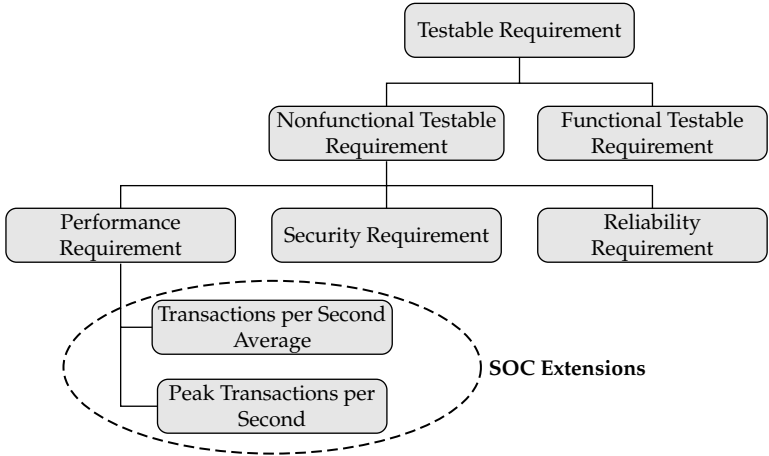 Testable Requirement
Nonfunctional Testable
Requirement
Functional Testable
Requirement
Performance
Requirement
Security Requirement
Reliability
Requirement
Transactions per Second
Average
SOC Extensions
Peak Transactions per
Second